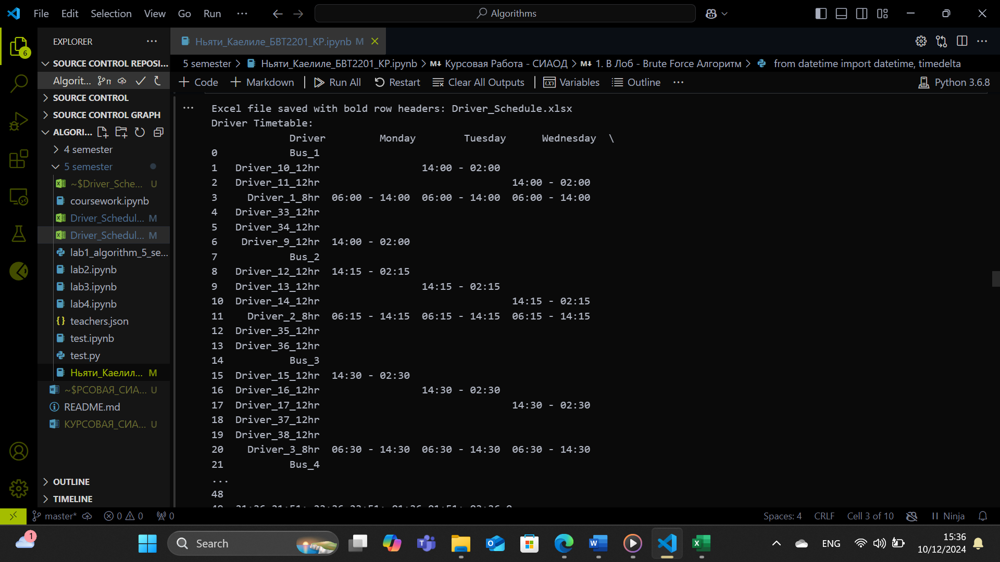 File Edit Selection View Go Run ... Algorithms
EXPLORER ...
6
SOURCE CONTROL REPOSI...
Algorit... m
SOURCE CONTROL
SOURCE CONTROL GRAPH
ALGORI...
4 semester
5 semester
~$Driver_Sche... U
coursework.ipynb
Driver_Schedul... M
Driver_Schedul... M
lab1_algorithm_5_se...
lab2.ipynb
lab3.ipynb
lab4.ipynb
{} teachers.json
test.ipynb
test.py
Ньяти_Каелил... M
~$РСОВАЯ_СИА... U
README.md
КУРСОВАЯ_СИА... U
OUTLINE
TIMELINE
Ньяти_Каелиле_БВТ2201_КР.ipynb M
5 semester > Ньяти_Каелиле_БВТ2201_КР.ipynb > M↓ Курсовая Работа - СИАОД > M↓ 1. В Лоб - Brute Force Алгоритм > from datetime import datetime, timedelta
+ Code + Markdown | Run All Restart Clear All Outputs | Variables Outline ... Python 3.6.8
... Excel file saved with bold row headers: Driver_Schedule.xlsx
Driver Timetable:
Driver Monday Tuesday Wednesday \
0 Bus_1
1 Driver_10_12hr 14:00 - 02:00
2 Driver_11_12hr 14:00 - 02:00
3 Driver_1_8hr 06:00 - 14:00 06:00 - 14:00 06:00 - 14:00
4 Driver_33_12hr
5 Driver_34_12hr
6 Driver_9_12hr 14:00 - 02:00
7 Bus_2
8 Driver_12_12hr 14:15 - 02:15
9 Driver_13_12hr 14:15 - 02:15
10 Driver_14_12hr 14:15 - 02:15
11 Driver_2_8hr 06:15 - 14:15 06:15 - 14:15 06:15 - 14:15
12 Driver_35_12hr
13 Driver_36_12hr
14 Bus_3
15 Driver_15_12hr 14:30 - 02:30
16 Driver_16_12hr 14:30 - 02:30
17 Driver_17_12hr 14:30 - 02:30
18 Driver_37_12hr
19 Driver_38_12hr
20 Driver_3_8hr 06:30 - 14:30 06:30 - 14:30 06:30 - 14:30
21 Bus_4
...
48
master* 0 0 0 Spaces: 4 CRLF Cell 3 of 10 Ninja
1 Search ENG 15:36
10/12/2024